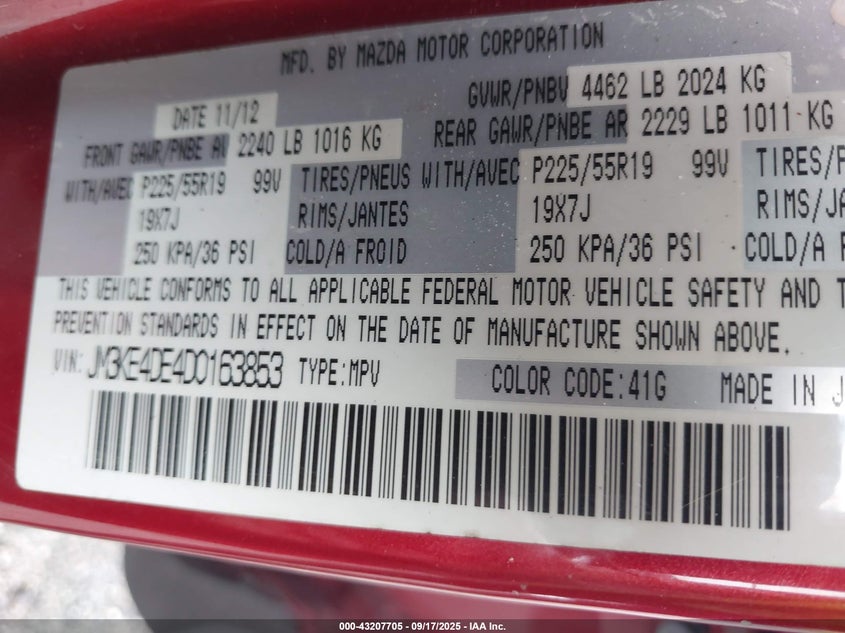 MFD. BY MAZDA MOTOR CORPORATION
DATE 11/12 GVWR/PNBV 4462 LB 2024 KG
FRONT GAWR/PNBE AV 2240 LB 1016 KG REAR GAWR/PNBE AR 2229 LB 1011 KG
WITH/AVEC P225/55R19 99V TIRES/PNEUS WITH/AVEC P225/55R19 99V TIRES/P
19X7J RIMS/JANTES 19X7J RIMS/JA
250 KPA/36 PSI COLD/A FROID 250 KPA/36 PSI COLD/A F
THIS VEHICLE CONFORMS TO ALL APPLICABLE FEDERAL MOTOR VEHICLE SAFETY AND T
PREVENTION STANDARDS IN EFFECT ON THE DATE OF MANUFACTURE SHOWN ABOVE.
VIN: JM3KE4DE4D0163853 TYPE:MPV COLOR CODE:41G MADE IN J
000-43207705 - 09/17/2025 - IAA Inc.